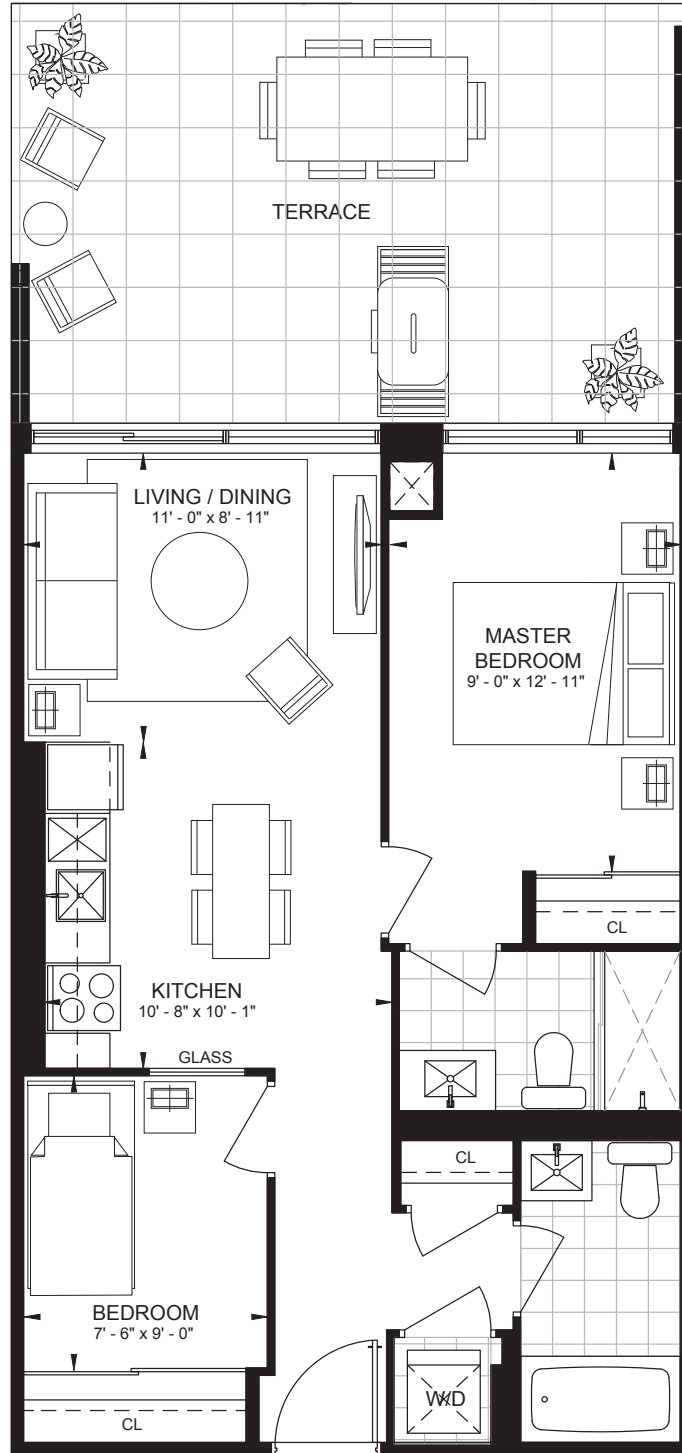 TERRACE
LIVING / DINING
11' - 0" x 8' - 11"
MASTER
BEDROOM
9' - 0" x 12' - 11"
CL
KITCHEN
10' - 8" x 10' - 1"
GLASS
CL
BEDROOM
7' - 6" x 9' - 0"
W/D
CL